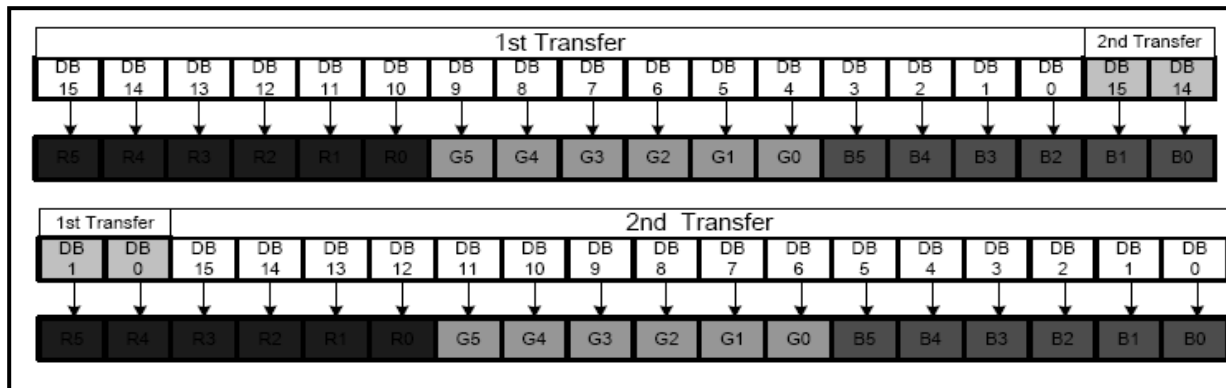 1st Transfer 2nd Transfer
DB DB DB DB DB DB DB DB DB DB DB DB DB DB DB DB DB DB
15 14 13 12 11 10 9 8 7 6 5 4 3 2 1 0 15 14
R5 R4 R3 R2 R1 R0 G5 G4 G3 G2 G1 G0 B5 B4 B3 B2 B1 B0
1st Transfer 2nd Transfer
DB DB DB DB DB DB DB DB DB DB DB DB DB DB DB DB DB DB
1 0 15 14 13 12 11 10 9 8 7 6 5 4 3 2 1 0
R5 R4 R3 R2 R1 R0 G5 G4 G3 G2 G1 G0 B5 B4 B3 B2 B1 B0